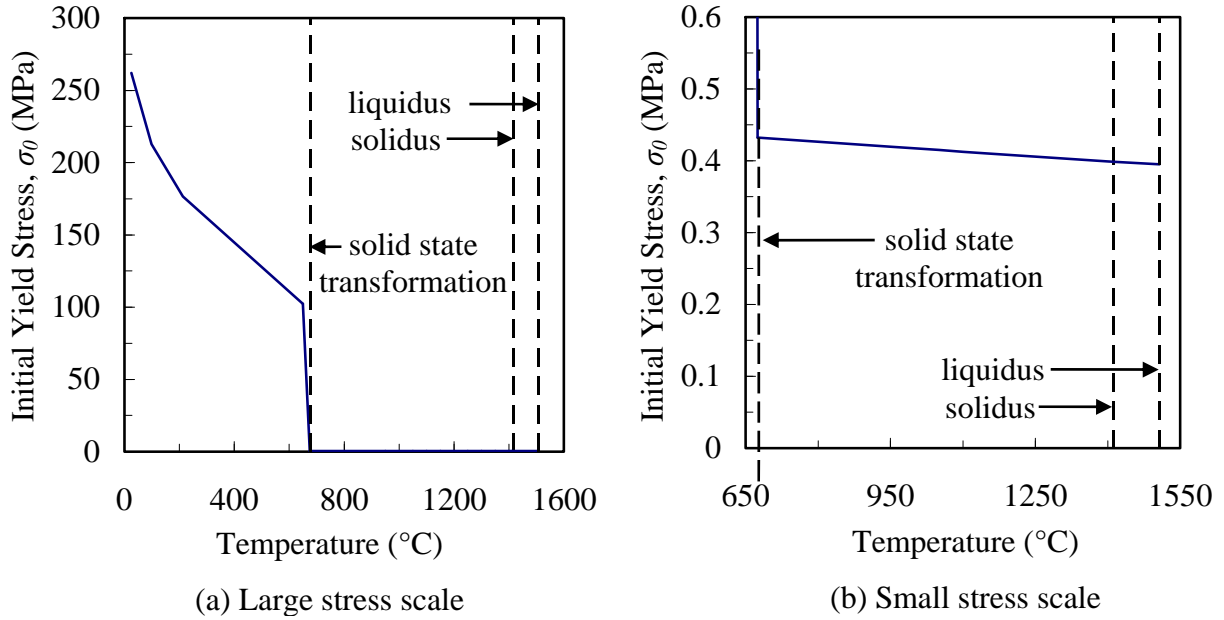 Initial Yield Stress, σ0 (MPa)
300
250
200
150
100
50
0
liquidus
solidus
solid state
transformation
0
400
800
1200
1600
Temperature (°C)
(a) Large stress scale
Initial Yield Stress, σ0 (MPa)
0.6
0.5
0.4
0.3
0.2
0.1
0
solid state
transformation
liquidus
solidus
650
950
1250
1550
Temperature (°C)
(b) Small stress scale